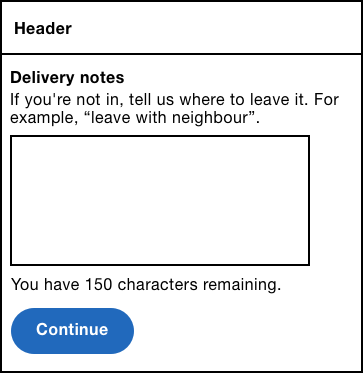 Header
Delivery notes
If you're not in, tell us where to leave it. For
example, “leave with neighbour”.
You have 150 characters remaining.
Continue